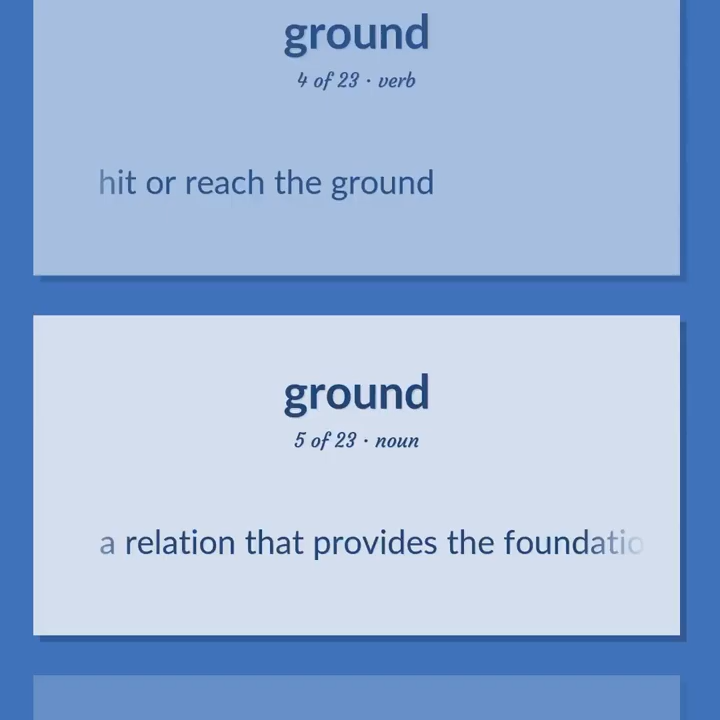 ground
4 of 23 · verb
hit or reach the ground
ground
5 of 23 · noun
a relation that provides the foundatio